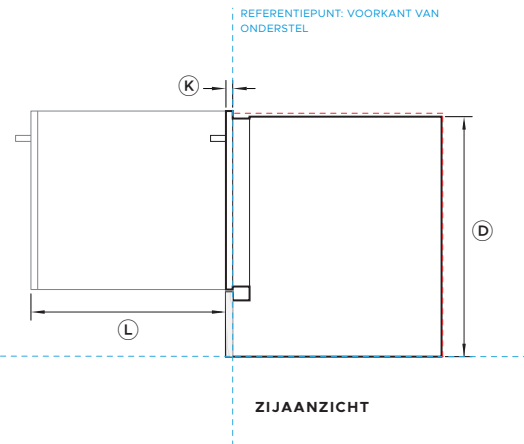 REFERENTIEPUNT: VOORKANT VAN
ONDERSTEL
K
D
L
ZIJAANZICHT